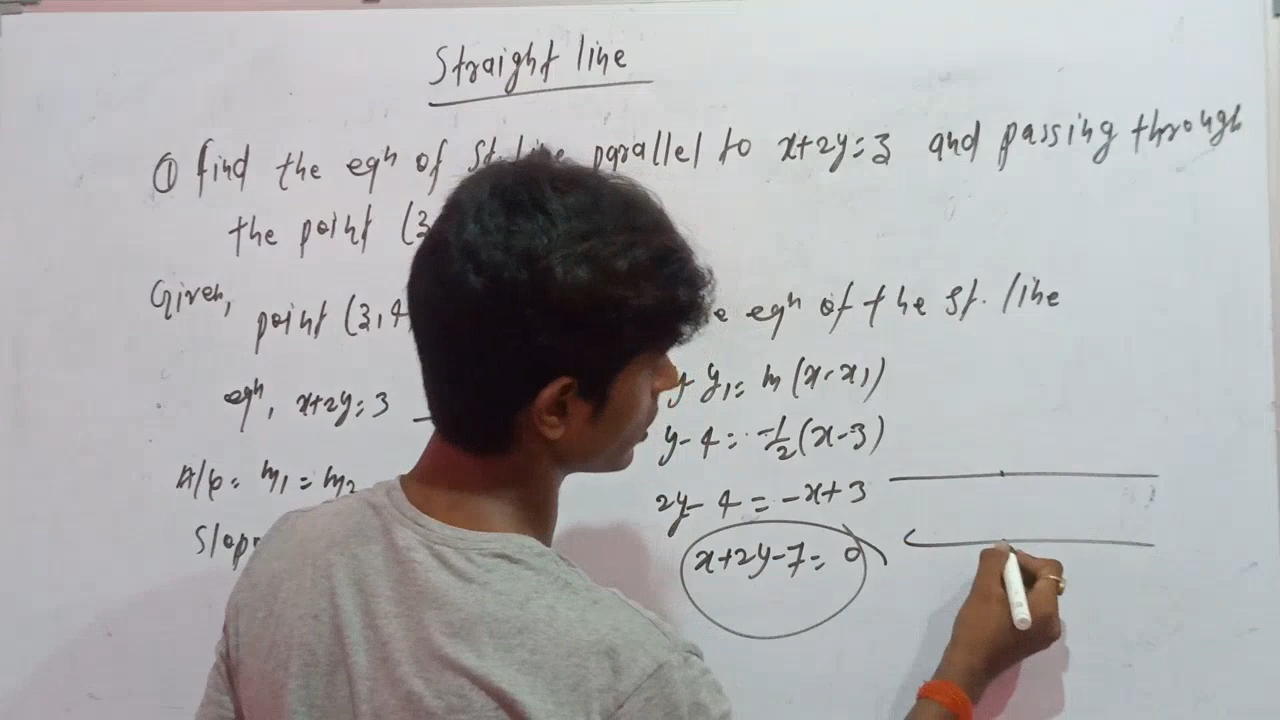 Straight line
① find the eqn of St. line parallel to x+2y=3 and passing through
the point (3
Given,
point (3,4
eqn, x+2y=3
A/φ= m1 = m2
Slop
eqn of the st. line
y1= m(x-x1)
y-4= -1/2(x-3)
2y-4 = -x+3
x+2y-7=0